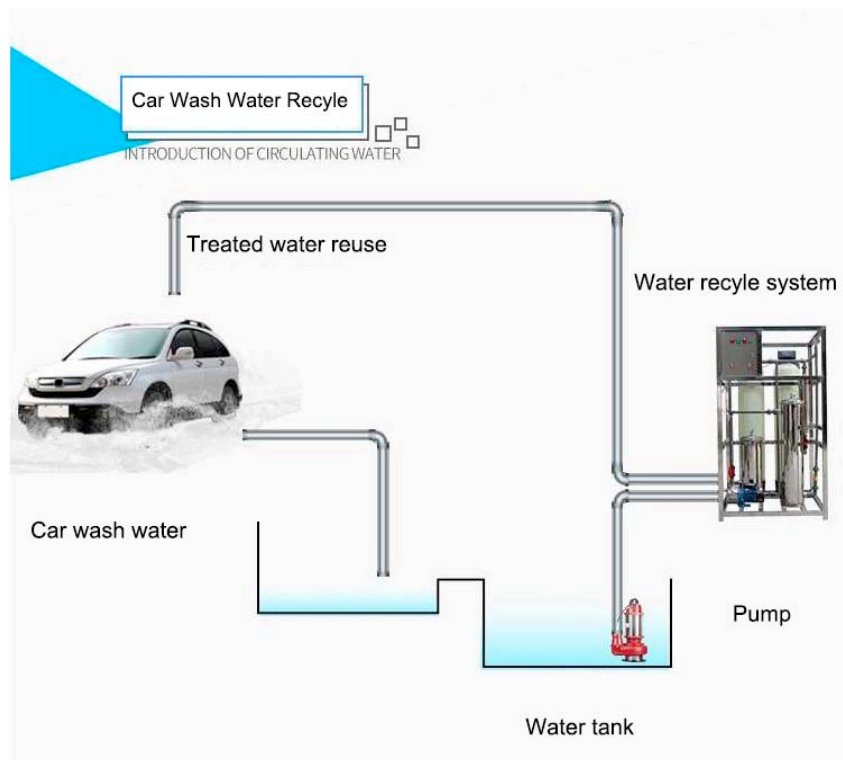 Car Wash Water Recyle
INTRODUCTION OF CIRCULATING WATER
Treated water reuse
Water recyle system
Car wash water
Pump
Water tank